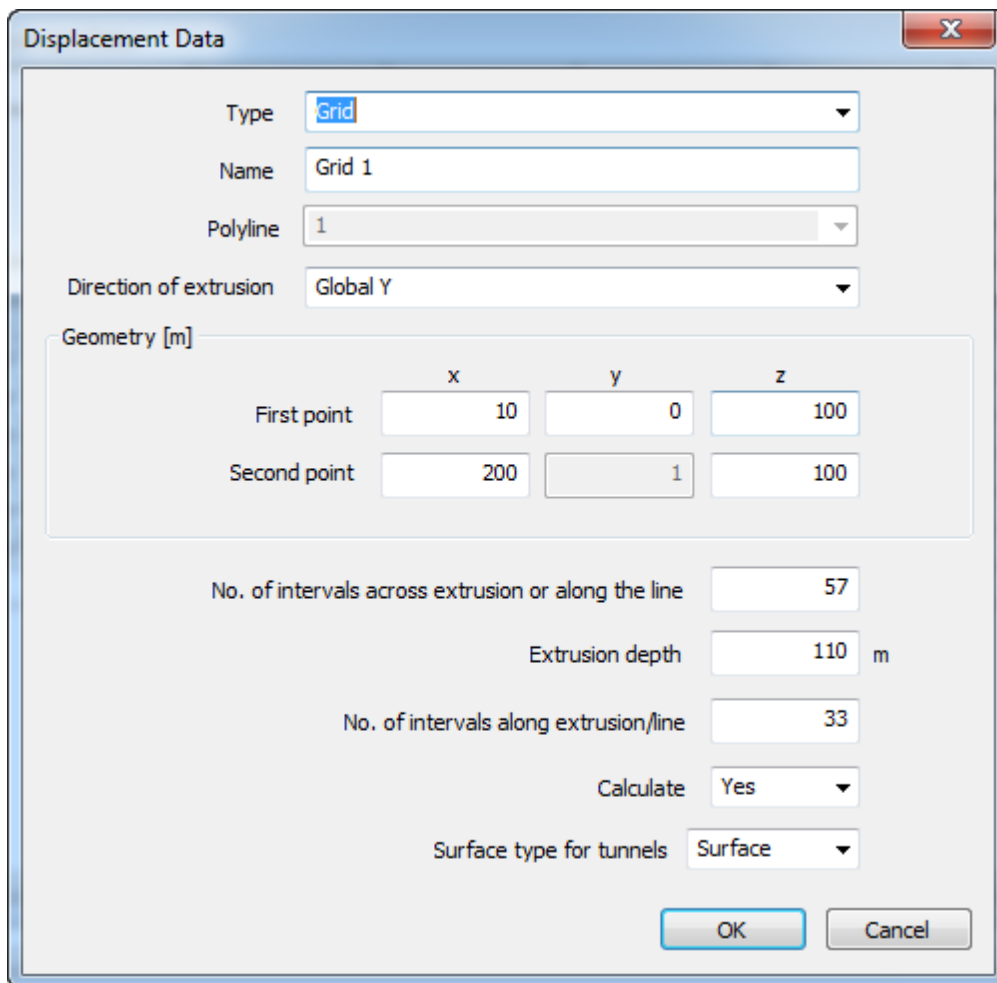 Displacement Data
Type Grid
Name Grid 1
Polyline 1
Direction of extrusion Global Y
Geometry [m]
x y z
First point 10 0 100
Second point 200 1 100
No. of intervals across extrusion or along the line 57
Extrusion depth 110 m
No. of intervals along extrusion/line 33
Calculate Yes
Surface type for tunnels Surface
OK Cancel